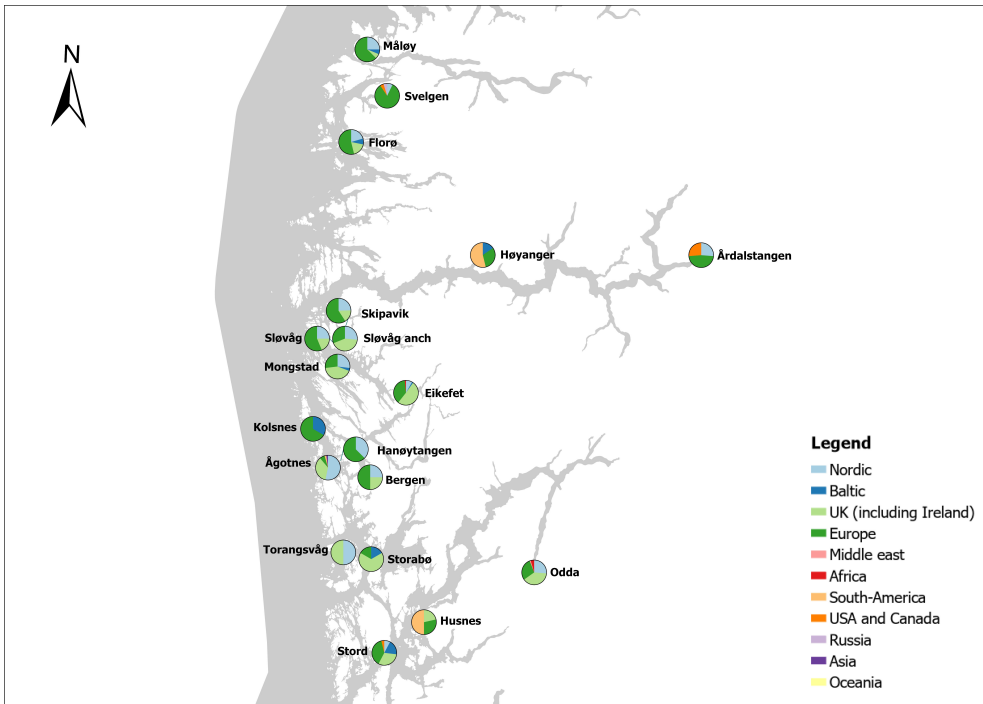 N
Måløy
Svelgen
Florø
Høyanger
Årdalstangen
Skipavik
Sløvåg
Sløvåg anch
Mongstad
Eikefet
Kolsnes
Hanøytangen
Ågotnes
Bergen
Torangsvåg
Storabø
Odda
Husnes
Stord
Legend
Nordic
Baltic
UK (including Ireland)
Europe
Middle east
Africa
South-America
USA and Canada
Russia
Asia
Oceania